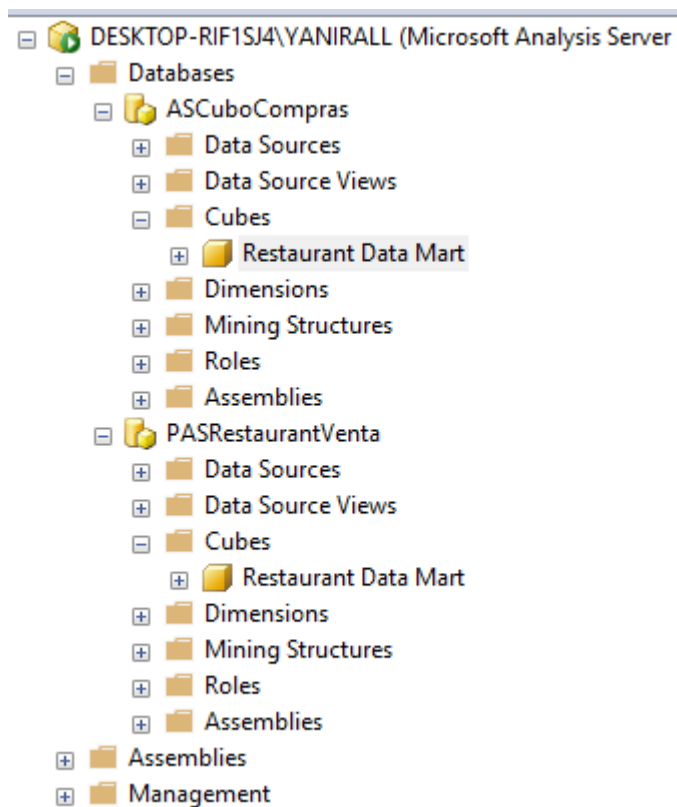 DESKTOP-RIF1SJ4\YANIRALL (Microsoft Analysis Server
Databases
ASCuboCompras
Data Sources
Data Source Views
Cubes
Restaurant Data Mart
Dimensions
Mining Structures
Roles
Assemblies
PASRestaurantVenta
Data Sources
Data Source Views
Cubes
Restaurant Data Mart
Dimensions
Mining Structures
Roles
Assemblies
Assemblies
Management